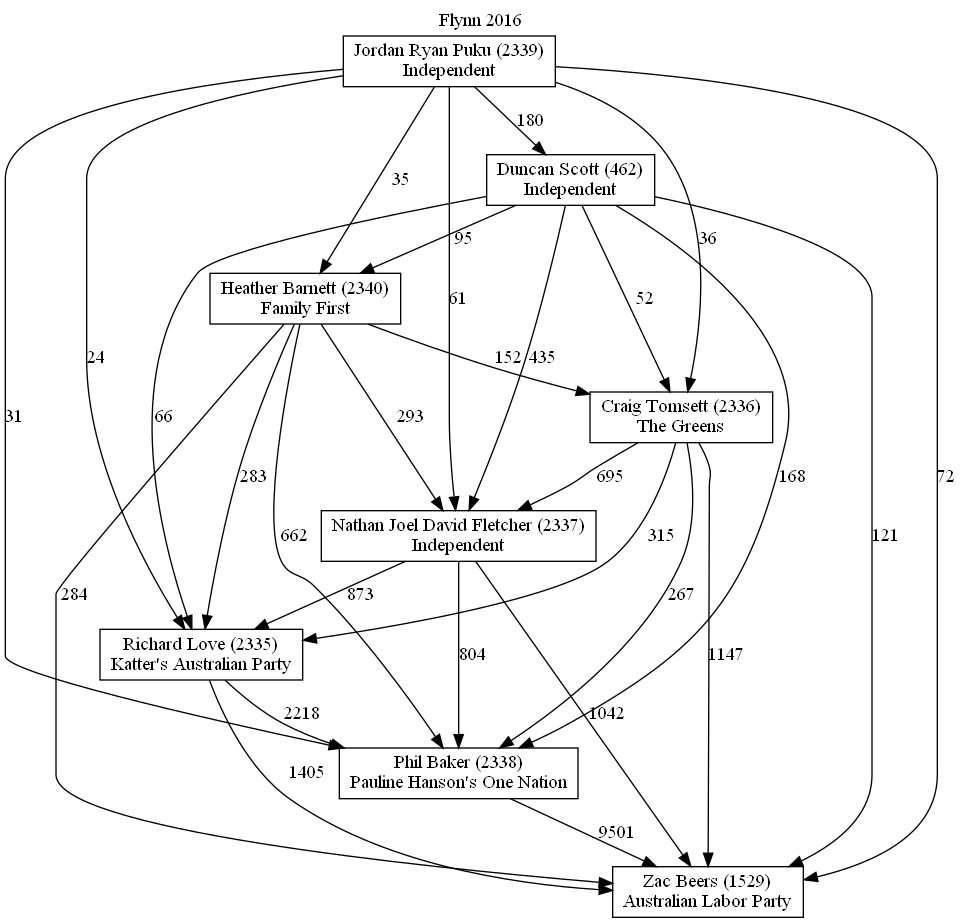 Flynn 2016
Jordan Ryan Puku (2339)
Independent
180
Duncan Scott (462)
Independent
35
95
36
Heather Barnett (2340)
Family First
61
52
24
152
435
31
66
293
Craig Tomsett (2336)
The Greens
283
695
168
72
Nathan Joel David Fletcher (2337)
Independent
662
315
121
284
873
267
Richard Love (2335)
Katter's Australian Party
804
1147
2218
1042
Phil Baker (2338)
Pauline Hanson's One Nation
1405
9501
Zac Beers (1529)
Australian Labor Party